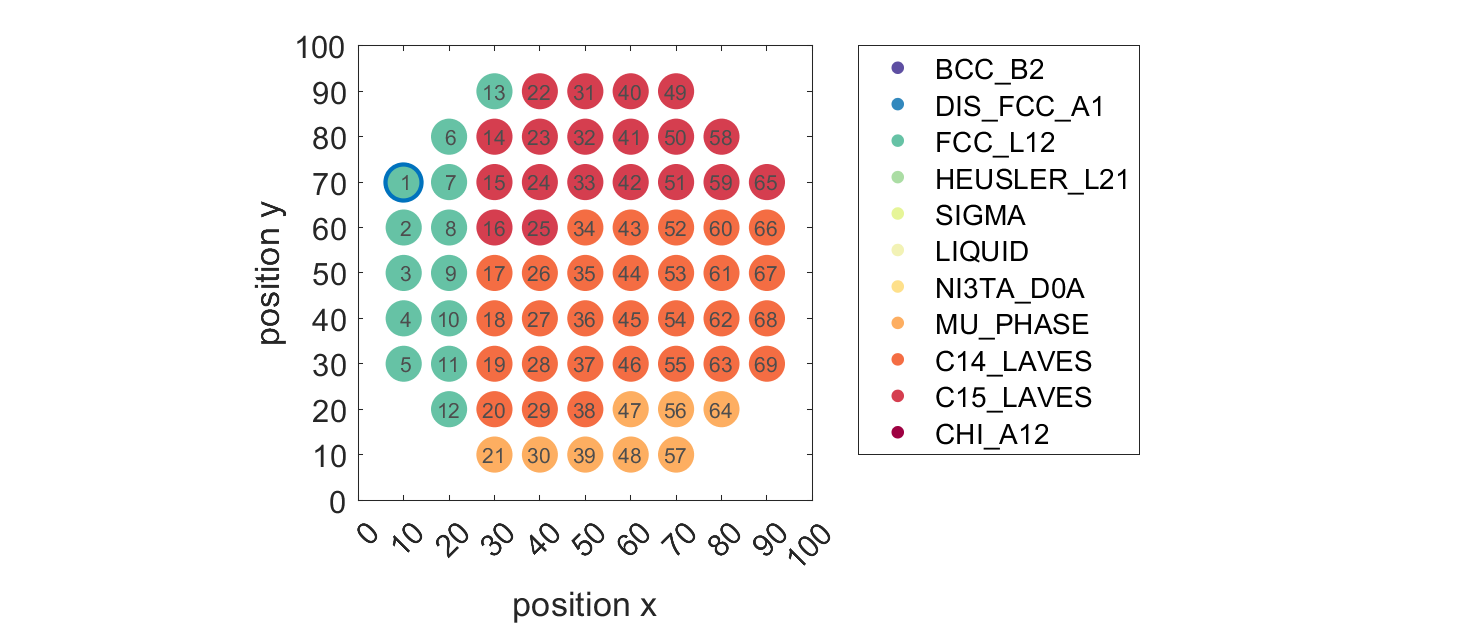 100
90
80
70
60
50
40
30
20
10
0
13 22 31 40 49
6 14 23 32 41 50 58
1 7 15 24 33 42 51 59 65
2 8 16 25 34 43 52 60 66
3 9 17 26 35 44 53 61 67
4 10 18 27 36 45 54 62 68
5 11 19 28 37 46 55 63 69
12 20 29 38 47 56 64
21 30 39 48 57
0 10 20 30 40 50 60 70 80 90 100
position x
position y
BCC_B2
DIS_FCC_A1
FCC_L12
HEUSLER_L21
SIGMA
LIQUID
NI3TA_D0A
MU_PHASE
C14_LAVES
C15_LAVES
CHI_A12